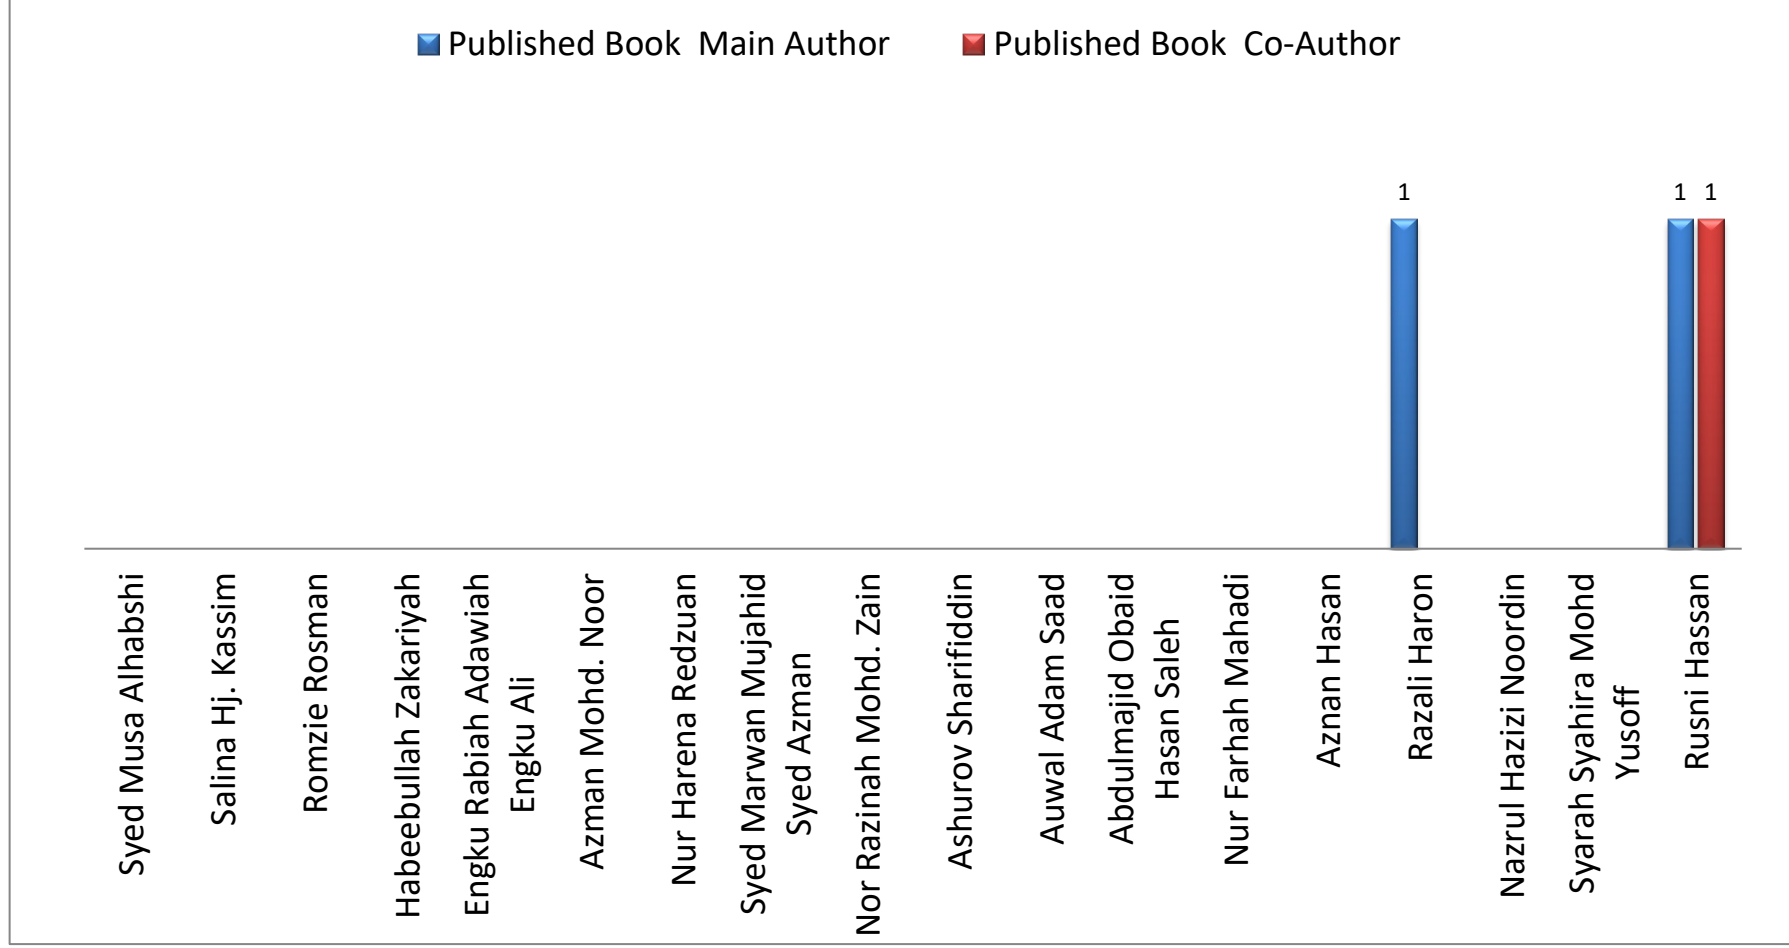 Published Book  Main Author
Published Book  Co-Author
1
1
1
Syed Musa Alhabshi
Salina Hj. Kassim
Romzie Rosman
Habeebullah Zakariyah
Engku Rabiah Adawiah
Engku Ali
Azman Mohd. Noor
Nur Harena Redzuan
Syed Marwan Mujahid
Syed Azman
Nor Razinah Mohd. Zain
Ashurov Sharifiddin
Auwal Adam Saad
Abdulmajid Obaid
Hasan Saleh
Nur Farhah Mahadi
Aznan Hasan
Razali Haron
Nazrul Hazizi Noordin
Syarah Syahira Mohd
Yusoff
Rusni Hassan